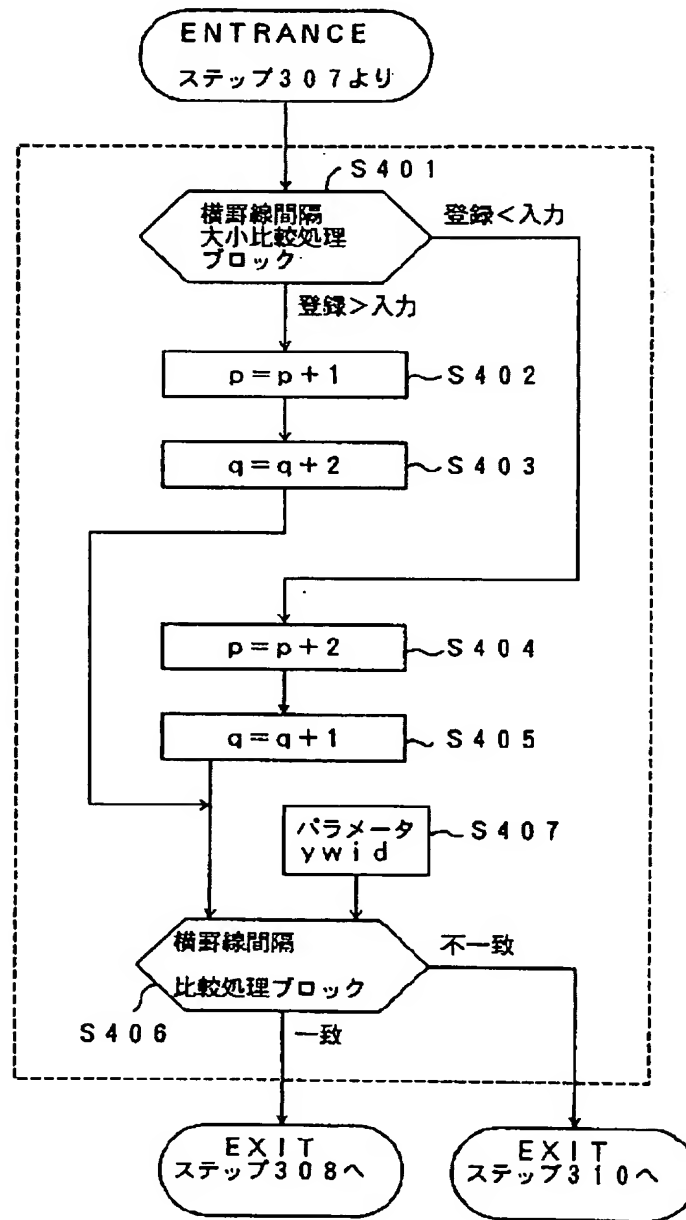 ENTRANCE
ステップ307より
S401
横罫線間隔
大小比較処理
ブロック
登録<入力
登録>入力
p=p+1
S402
q=q+2
S403
p=p+2
S404
q=q+1
S405
パラメータ
ywid
S407
横罫線間隔
比較処理ブロック
不一致
S406
一致
EXIT
ステップ308へ
EXIT
ステップ310へ